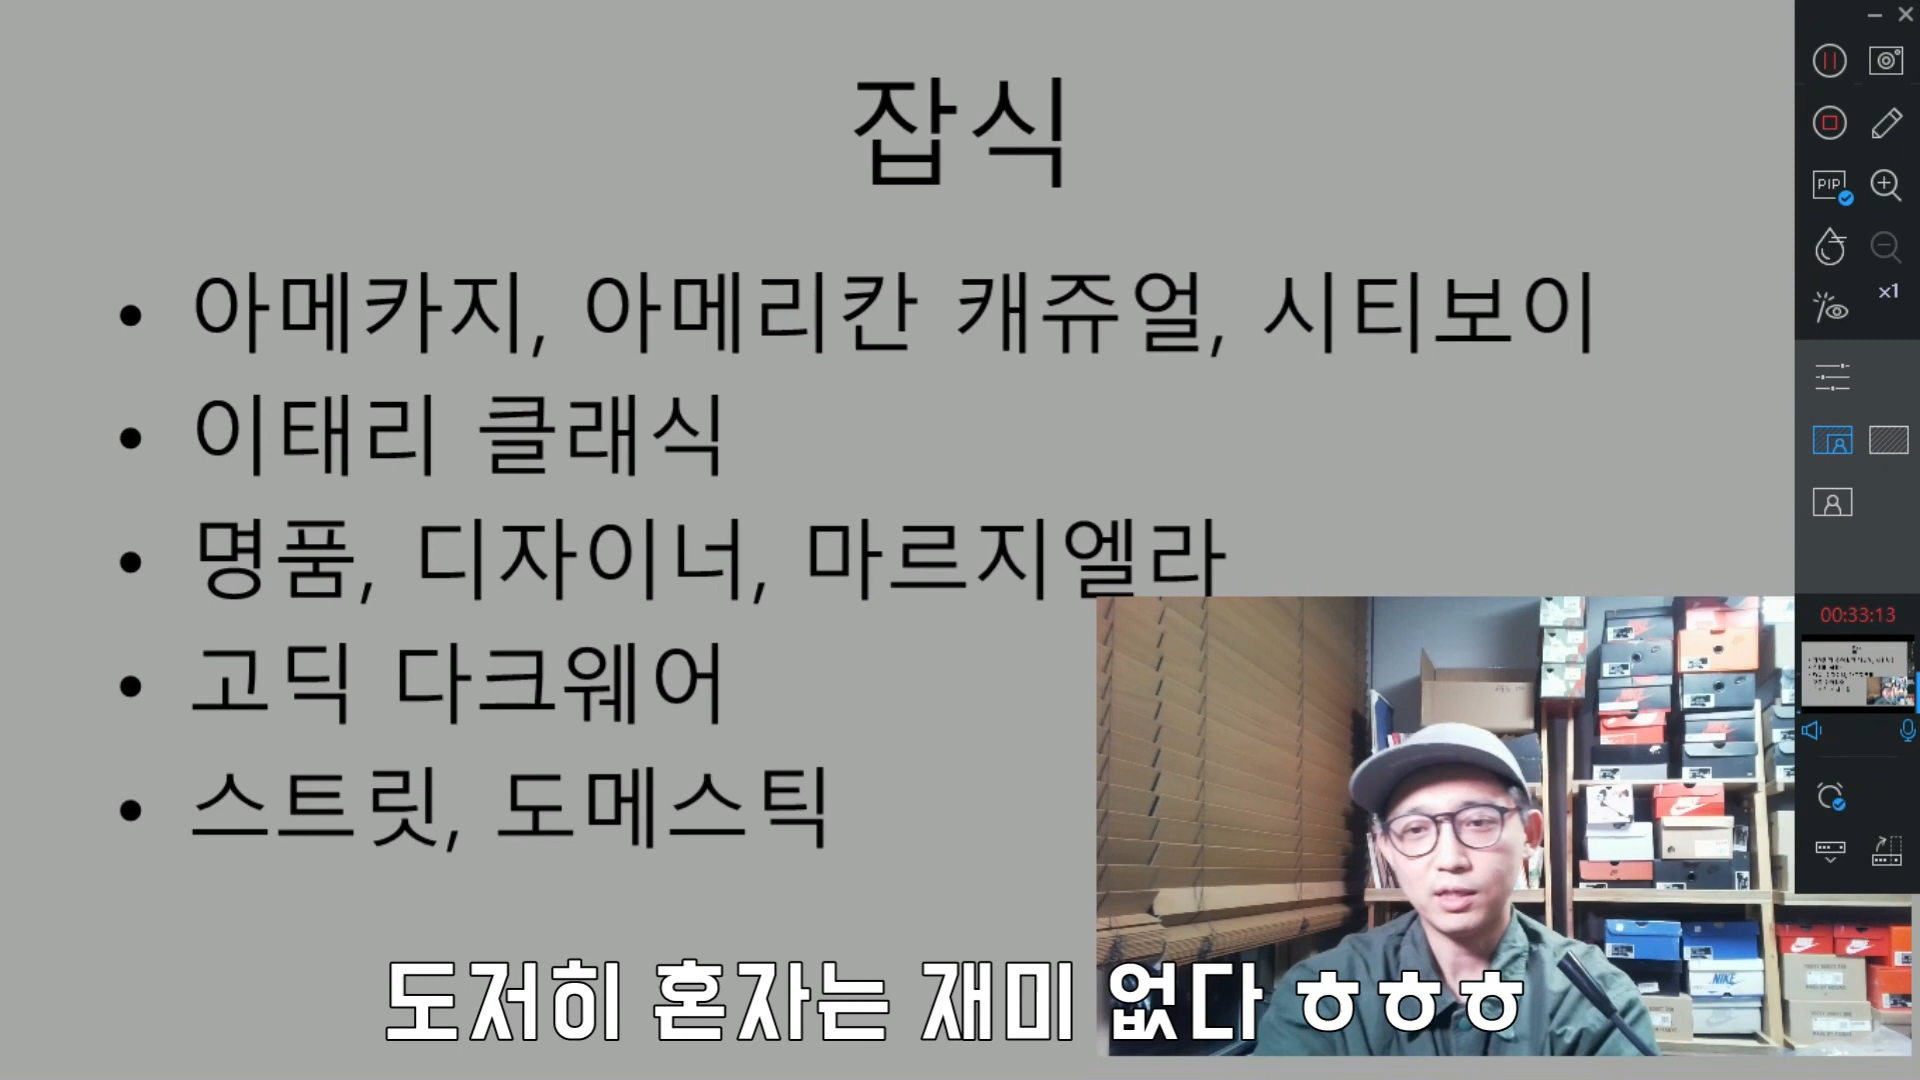 잡식
• 아메카지, 아메리칸 캐쥬얼, 시티보이
• 이태리 클래식
• 명품, 디자이너, 마르지엘라
• 고딕 다크웨어
• 스트릿, 도메스틱
도저히 혼자는 재미 없다 ㅎㅎㅎ
PIP
x1
00:33:13
NIKE